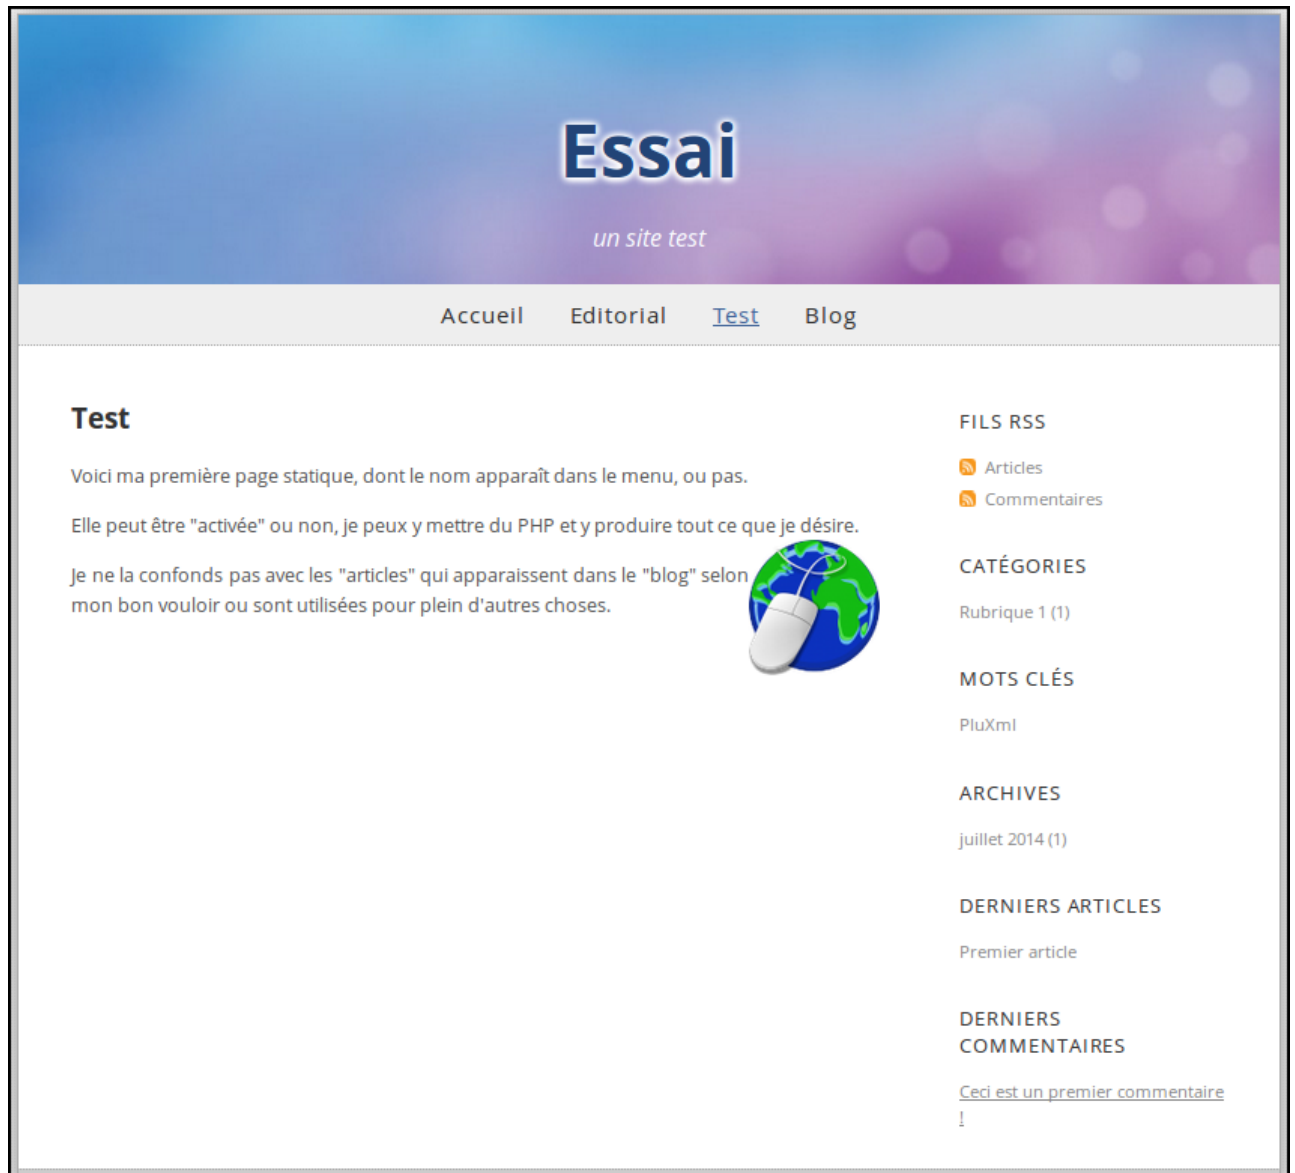 Essai
un site test
Accueil Editorial Test Blog
Test
Voici ma première page statique, dont le nom apparaît dans le menu, ou pas.
Elle peut être "activée" ou non, je peux y mettre du PHP et y produire tout ce que je désire.
Je ne la confonds pas avec les "articles" qui apparaissent dans le "blog" selon
mon bon vouloir ou sont utilisées pour plein d'autres choses.
FILS RSS
Articles
Commentaires
CATÉGORIES
Rubrique 1 (1)
MOTS CLÉS
PluXml
ARCHIVES
juillet 2014 (1)
DERNIERS ARTICLES
Premier article
DERNIERS
COMMENTAIRES
Ceci est un premier commentaire
!